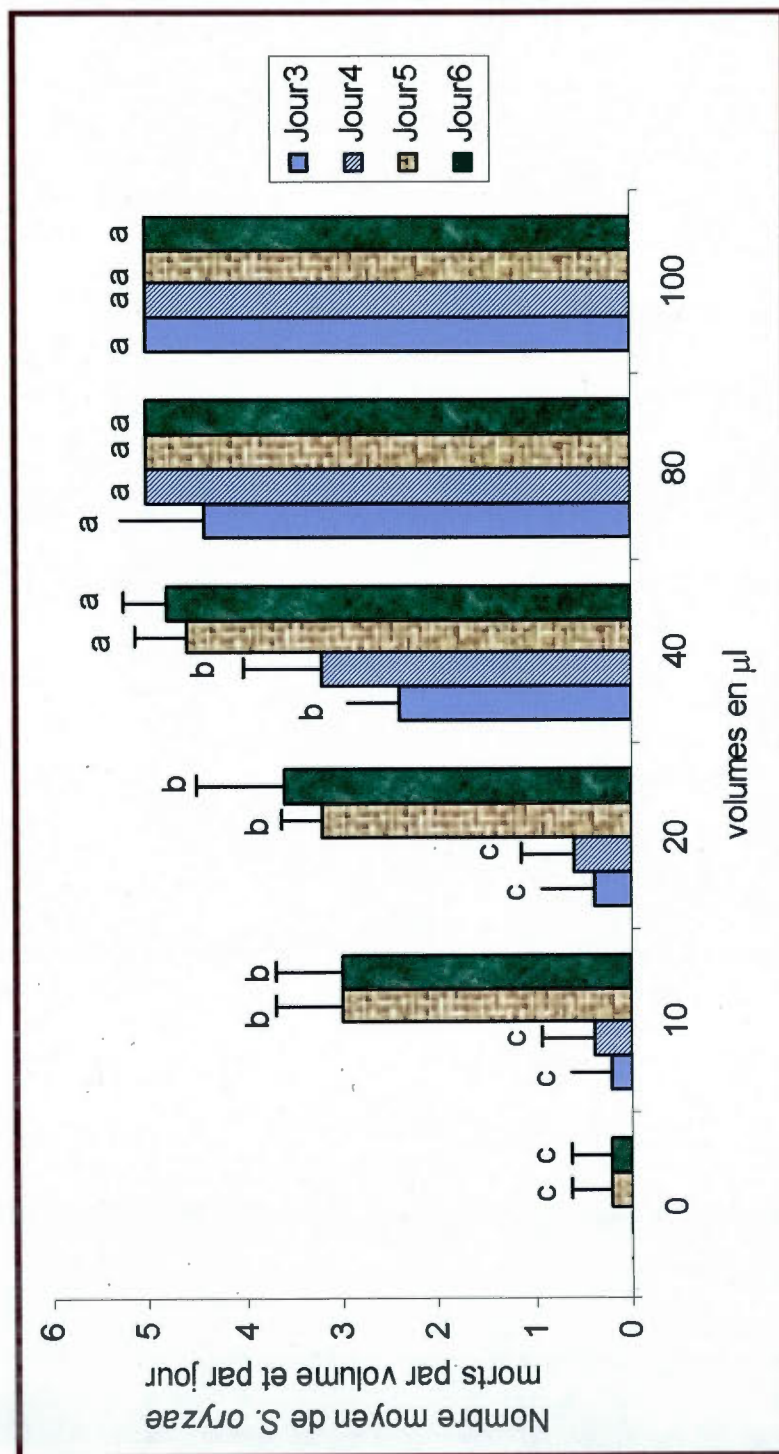 Nombre moyen de S. oryzae
morts par volume et par jour
6
5
4
3
2
1
0
c c
c c b b
c c b b
b b a a
a a a a
a a a a
0 10 20 40 80 100
volumes en µl
Jour3
Jour4
Jour5
Jour6